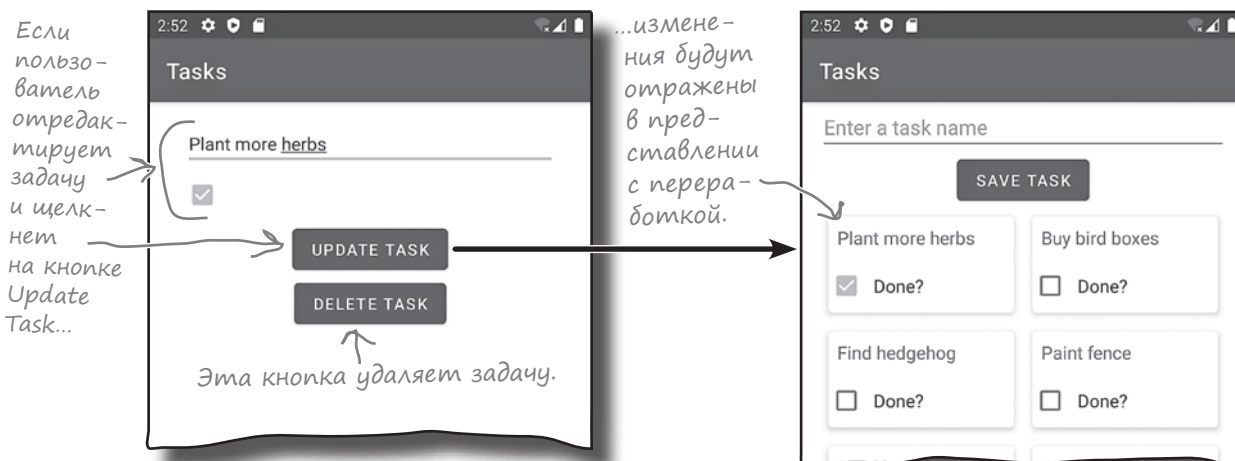 Если
пользо-
ватель
отредак-
тирует
задачу
и щелк-
нет
на кнопке
Update
Task...
2:52
Tasks
Plant more herbs
UPDATE TASK
DELETE TASK
Эта кнопка удаляет задачу.
...измене-
ния будут
отражены
в пред-
ставлении
с перера-
боткой.
2:52
Tasks
Enter a task name
SAVE TASK
Plant more herbs
Done?
Buy bird boxes
Done?
Find hedgehog
Done?
Paint fence
Done?